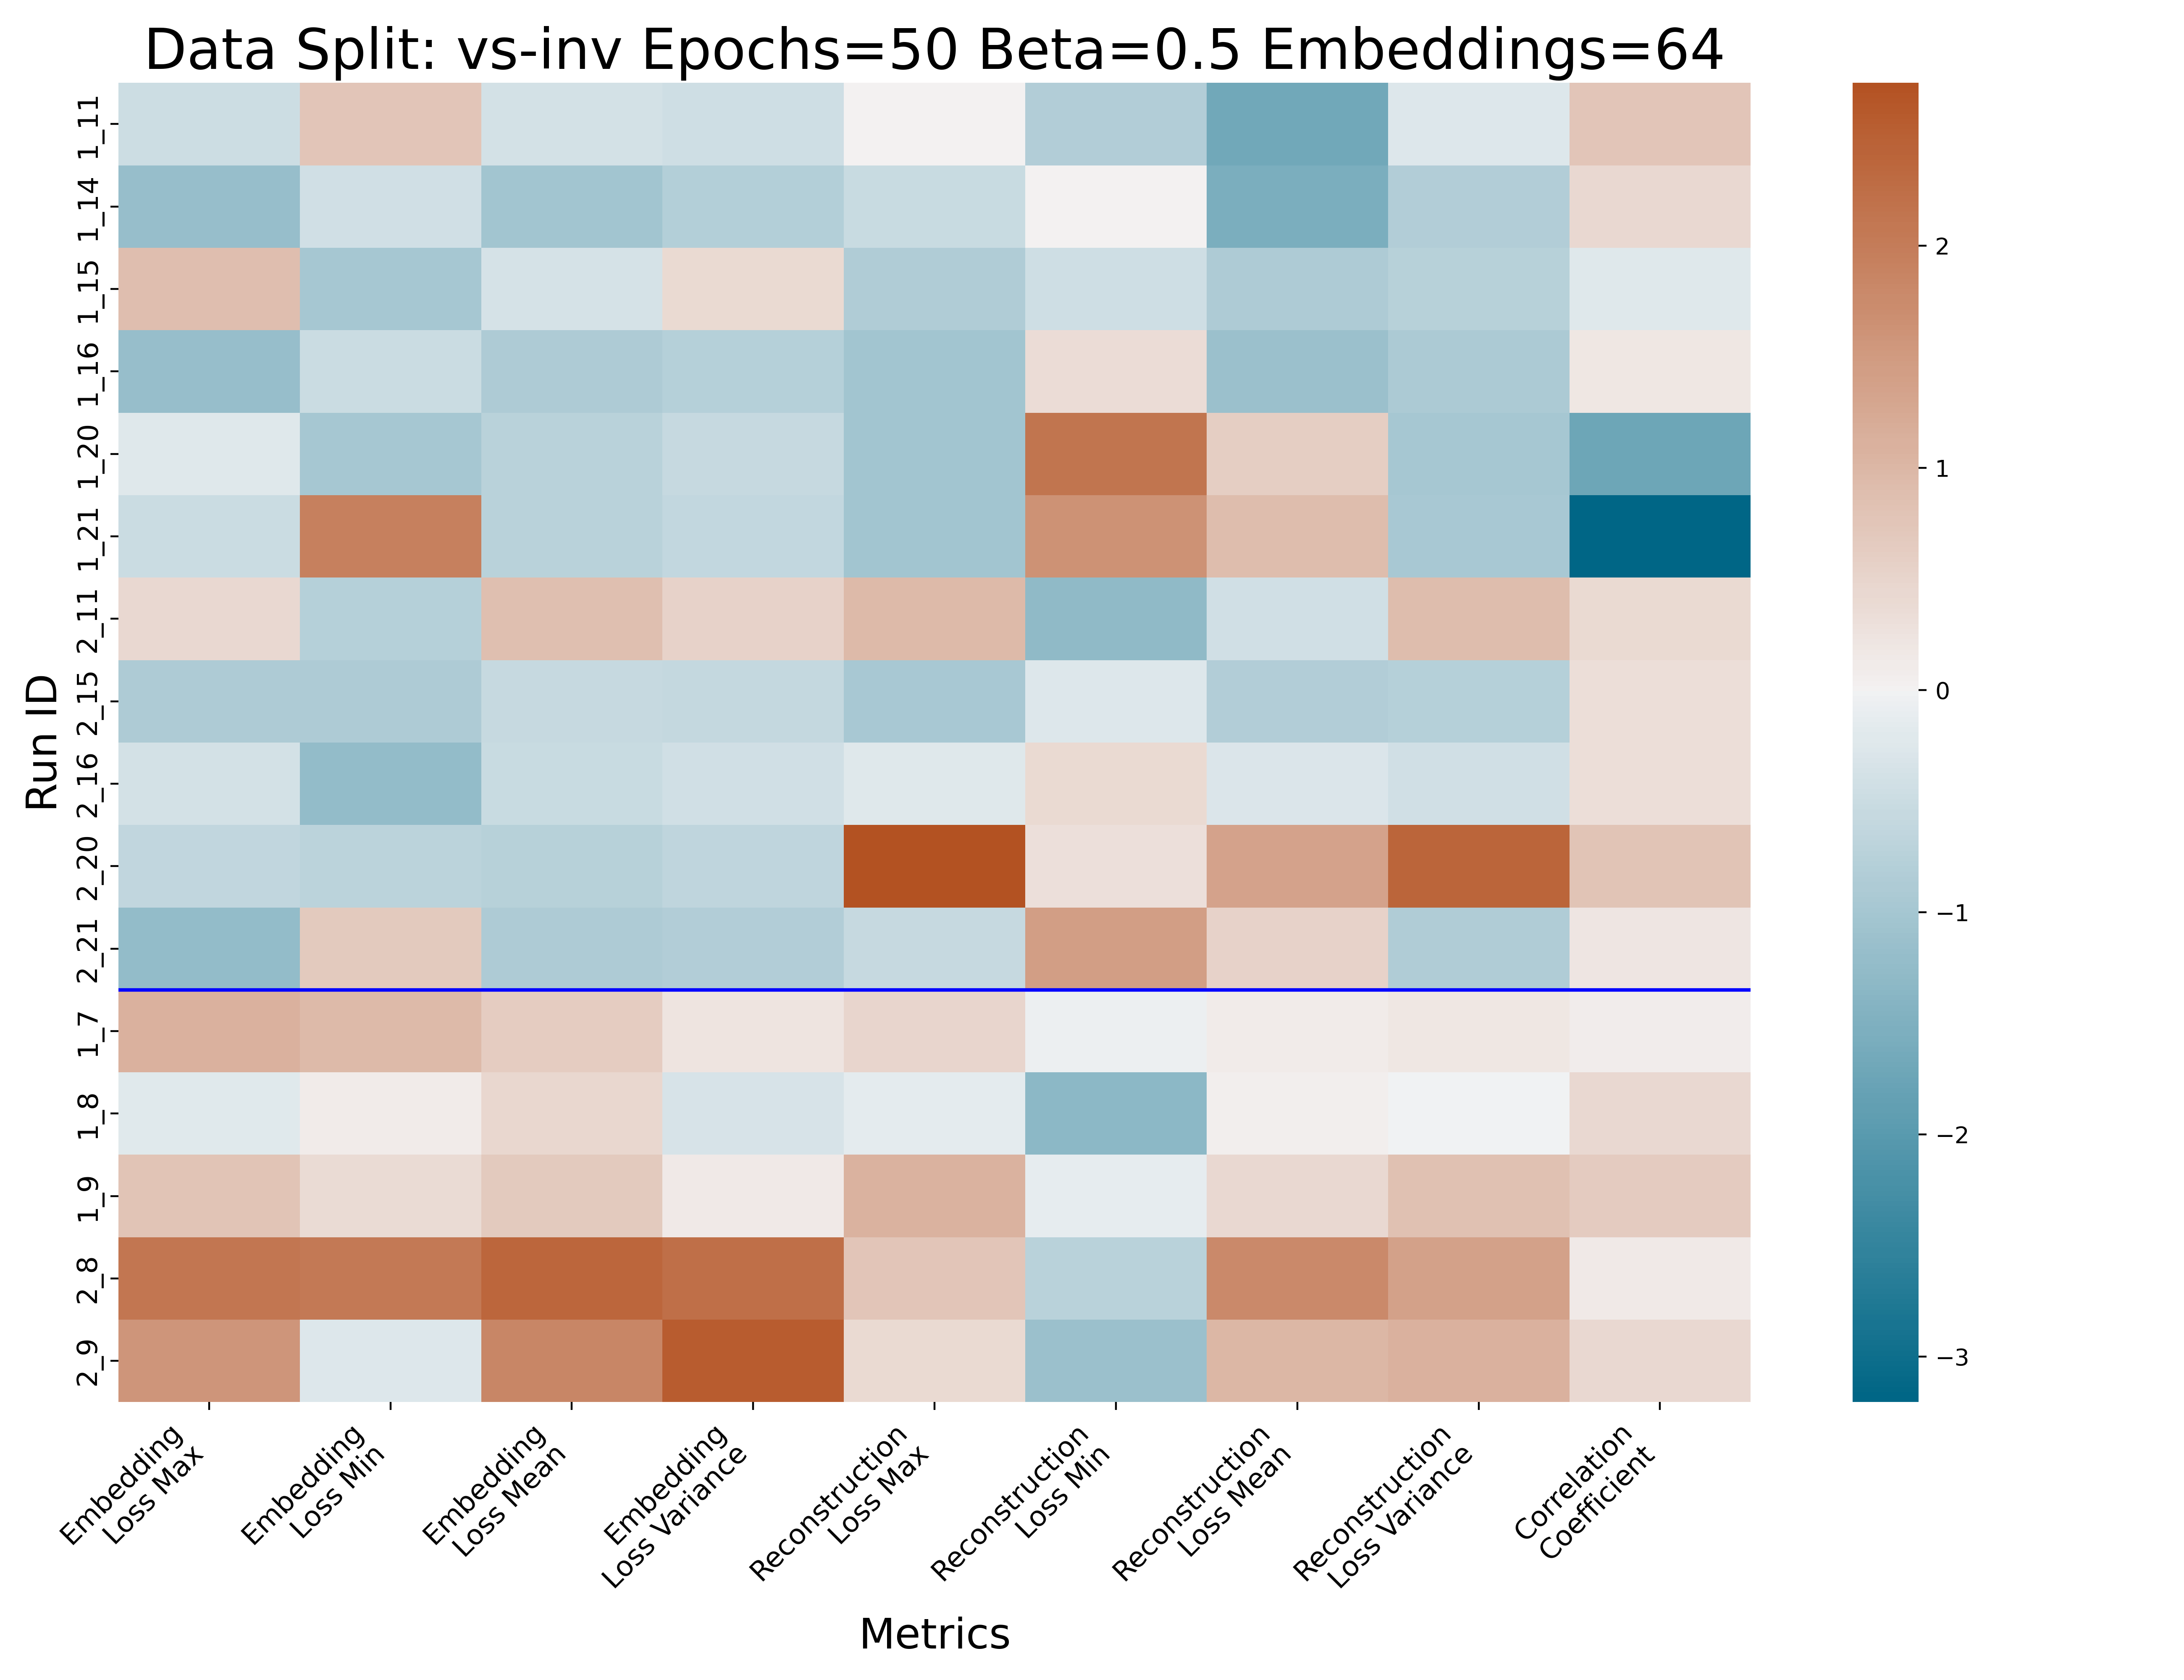 Data Split: vs-inv Epochs=50 Beta=0.5 Embeddings=64
Run ID
1_11
1_14
1_15
1_16
1_20
1_21
2_11
2_15
2_16
2_20
2_21
1_7
1_8
1_9
2_8
2_9
Embedding
Loss Max
Embedding
Loss Min
Embedding
Loss Mean
Embedding
Loss Variance
Reconstruction
Loss Max
Reconstruction
Loss Min
Reconstruction
Loss Mean
Reconstruction
Loss Variance
Correlation
Coefficient
Metrics
2
1
0
−1
−2
−3